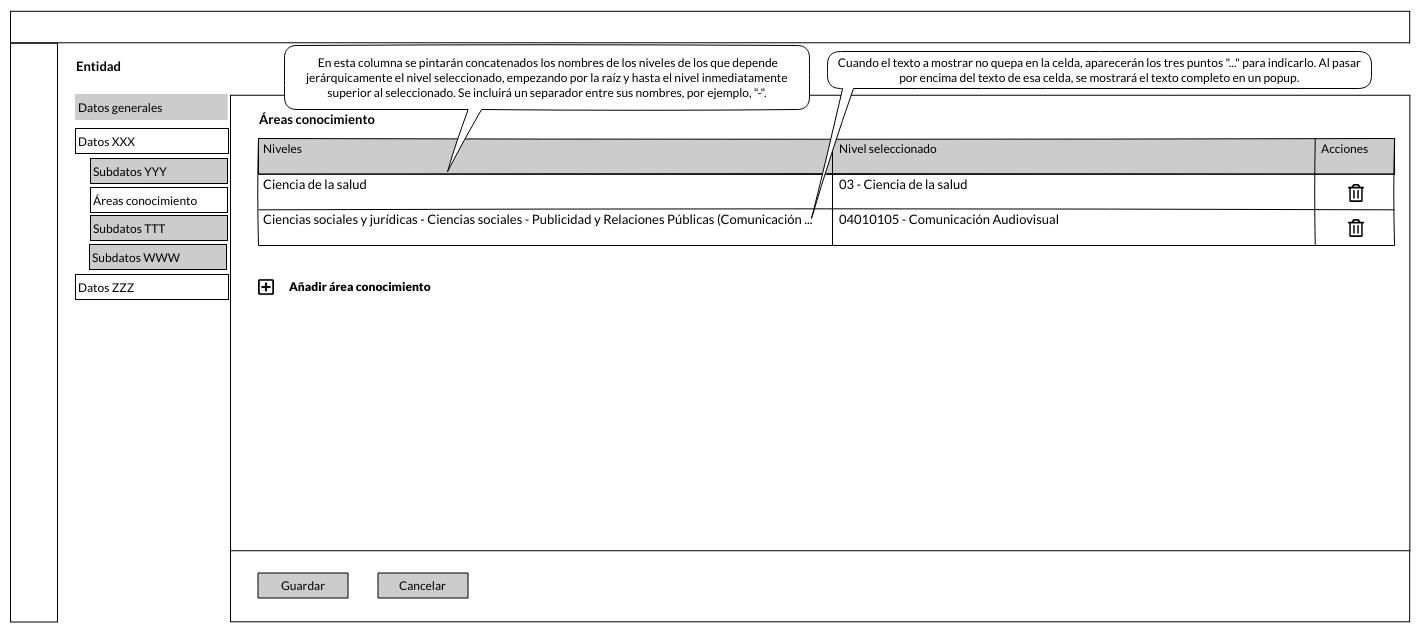 Entidad
En esta columna se pintarán concatenados los nombres de los niveles de los que depende
jerárquicamente el nivel seleccionado, empezando por la raíz y hasta el nivel inmediatamente
superior al seleccionado. Se incluirá un separador entre sus nombres, por ejemplo, "-".
Cuando el texto a mostrar no quepa en la celda, aparecerán los tres puntos "..." para indicarlo. Al pasar
por encima del texto de esa celda, se mostrará el texto completo en un popup.
Datos generales
Datos XXX
Subdatos YYY
Áreas conocimiento
Subdatos TTT
Subdatos WWW
Datos ZZZ
Áreas conocimiento
Niveles
Nivel seleccionado
Acciones
Ciencia de la salud
03 - Ciencia de la salud
Ciencias sociales y jurídicas - Ciencias sociales - Publicidad y Relaciones Públicas (Comunicación ...
04010105 - Comunicación Audiovisual
Añadir área conocimiento
Guardar
Cancelar